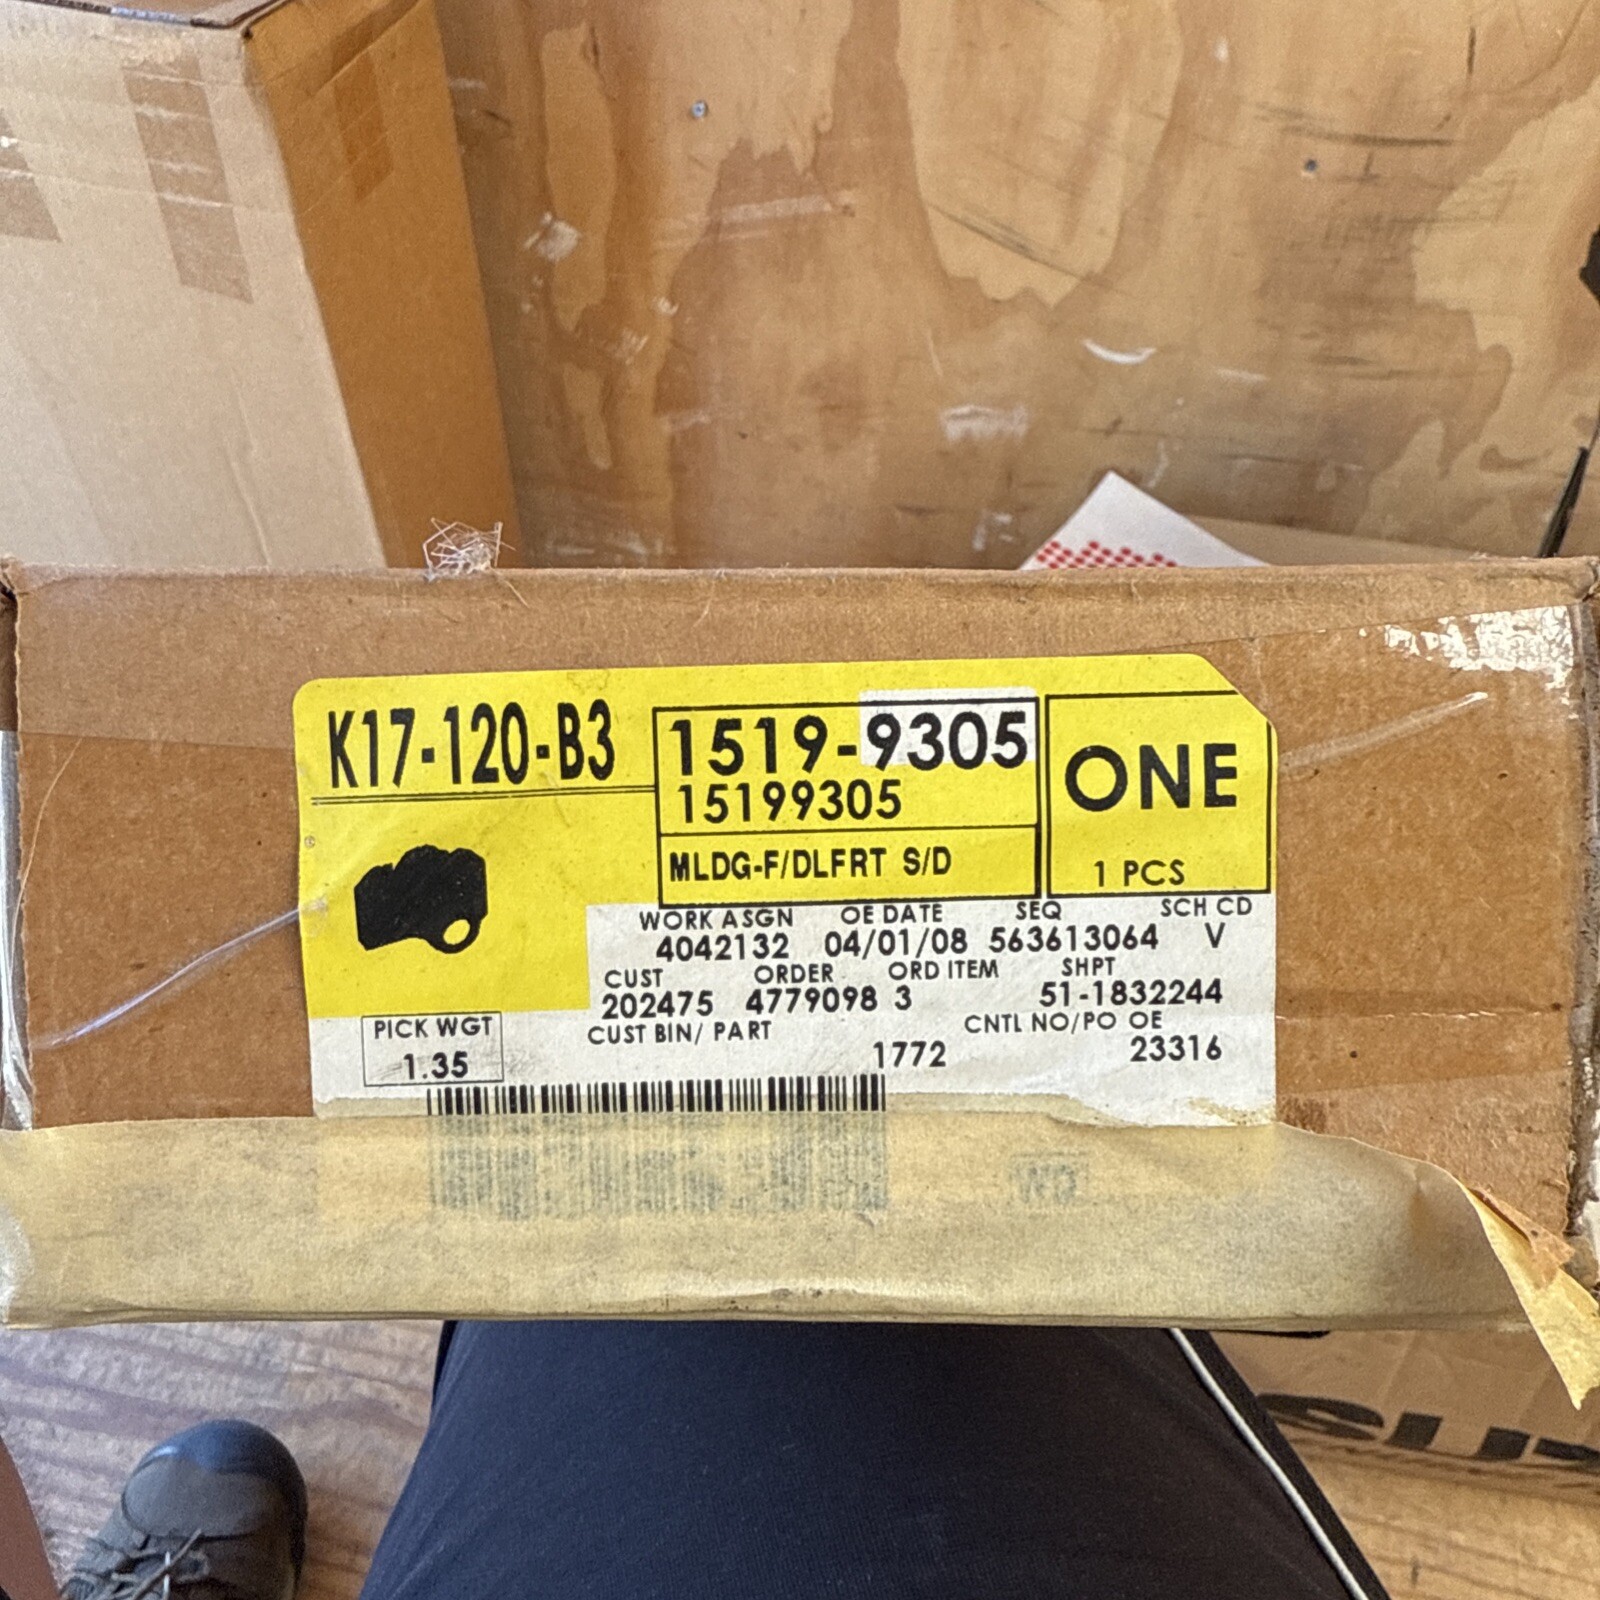 K17-120-B3
1519-9305
15199305
MLDG-F/DLFRT S/D
ONE
1 PCS
WORK ASGN OE DATE SEQ SCH CD
4042132 04/01/08 563613064 V
CUST ORDER ORD ITEM SHPT
202475 4779098 3 51-1832244
CUST BIN/ PART CNTL NO/PO OE
1772 23316
PICK WGT
1.35